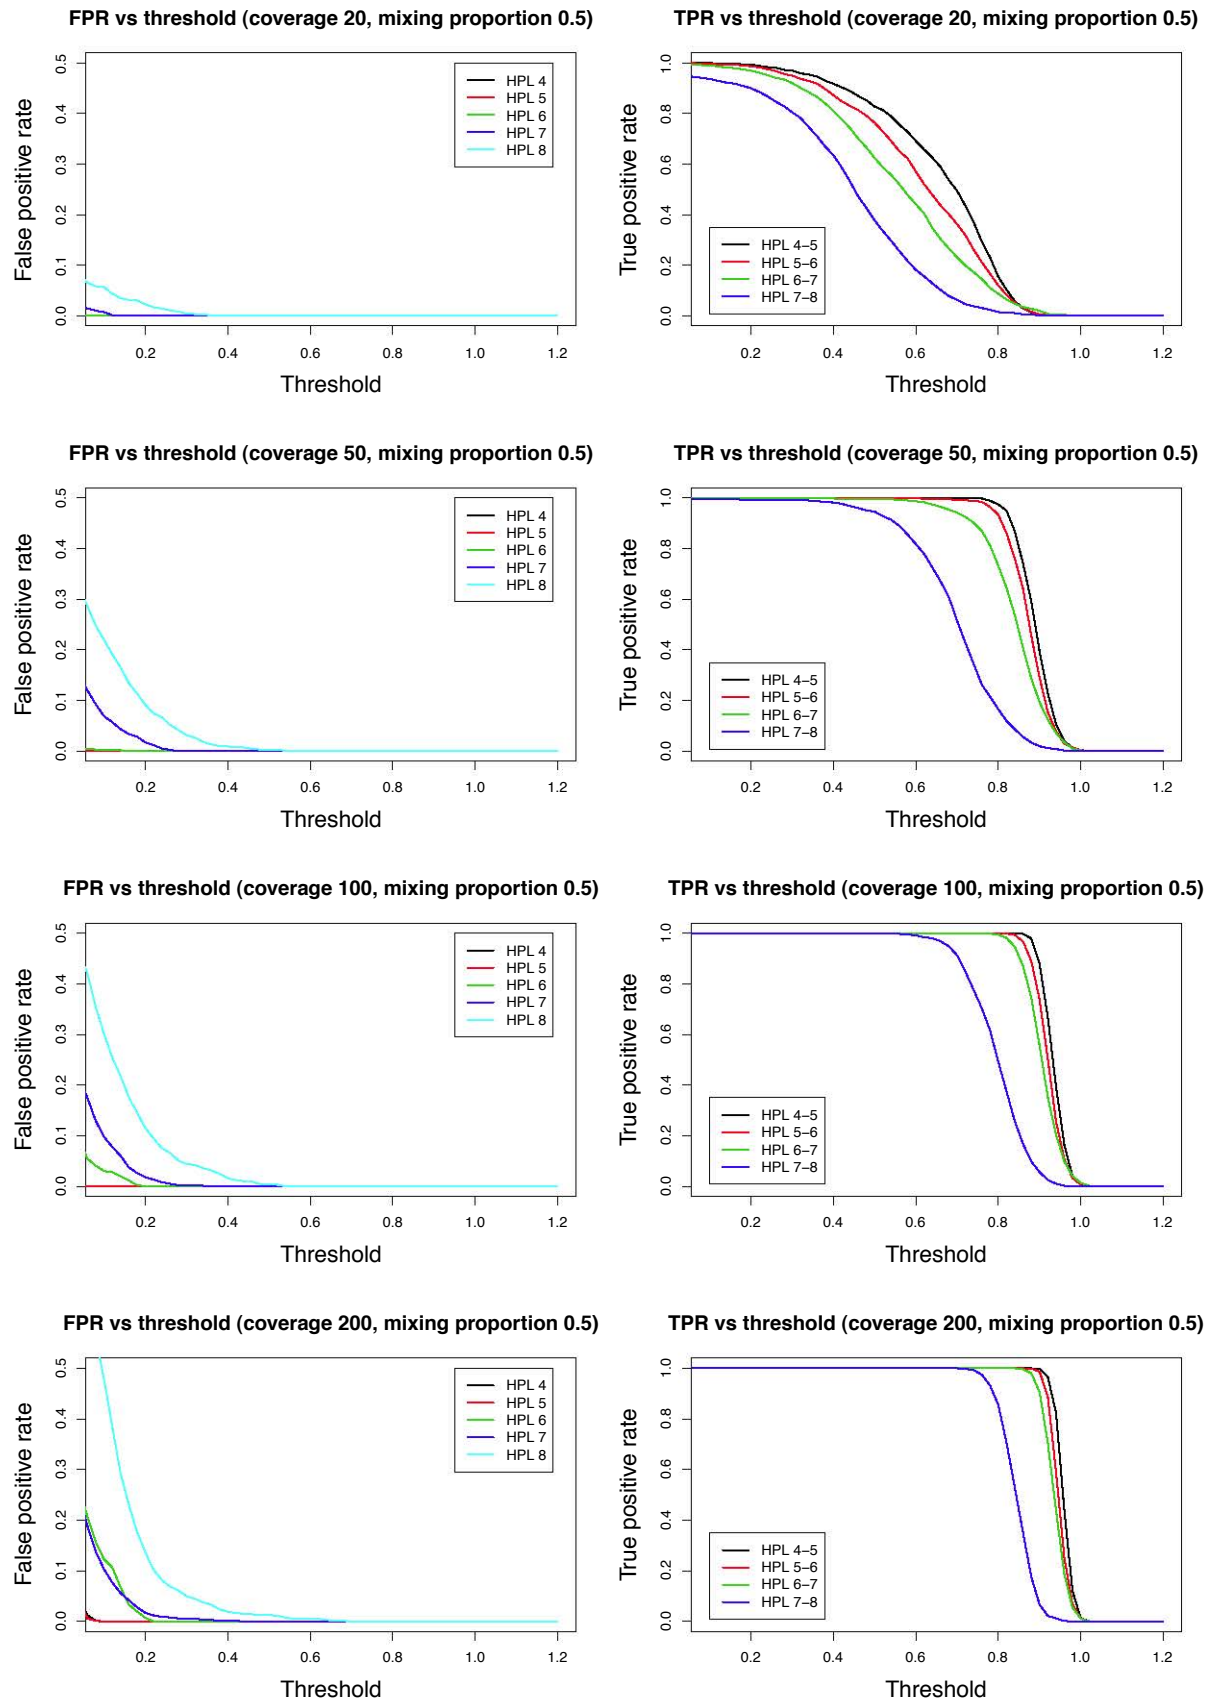 FPR vs threshold (coverage 20, mixing proportion 0.5)
False positive rate
0.0 0.1 0.2 0.3 0.4 0.5
HPL 4
HPL 5
HPL 6
HPL 7
HPL 8
0.2 0.4 0.6 0.8 1.0 1.2
Threshold
TPR vs threshold (coverage 20, mixing proportion 0.5)
True positive rate
0.0 0.2 0.4 0.6 0.8 1.0
HPL 4–5
HPL 5–6
HPL 6–7
HPL 7–8
0.2 0.4 0.6 0.8 1.0 1.2
Threshold
FPR vs threshold (coverage 50, mixing proportion 0.5)
False positive rate
0.0 0.1 0.2 0.3 0.4 0.5
HPL 4
HPL 5
HPL 6
HPL 7
HPL 8
0.2 0.4 0.6 0.8 1.0 1.2
Threshold
TPR vs threshold (coverage 50, mixing proportion 0.5)
True positive rate
0.0 0.2 0.4 0.6 0.8 1.0
HPL 4–5
HPL 5–6
HPL 6–7
HPL 7–8
0.2 0.4 0.6 0.8 1.0 1.2
Threshold
FPR vs threshold (coverage 100, mixing proportion 0.5)
False positive rate
0.0 0.1 0.2 0.3 0.4 0.5
HPL 4
HPL 5
HPL 6
HPL 7
HPL 8
0.2 0.4 0.6 0.8 1.0 1.2
Threshold
TPR vs threshold (coverage 100, mixing proportion 0.5)
True positive rate
0.0 0.2 0.4 0.6 0.8 1.0
HPL 4–5
HPL 5–6
HPL 6–7
HPL 7–8
0.2 0.4 0.6 0.8 1.0 1.2
Threshold
FPR vs threshold (coverage 200, mixing proportion 0.5)
False positive rate
0.0 0.1 0.2 0.3 0.4 0.5
HPL 4
HPL 5
HPL 6
HPL 7
HPL 8
0.2 0.4 0.6 0.8 1.0 1.2
Threshold
TPR vs threshold (coverage 200, mixing proportion 0.5)
True positive rate
0.0 0.2 0.4 0.6 0.8 1.0
HPL 4–5
HPL 5–6
HPL 6–7
HPL 7–8
0.2 0.4 0.6 0.8 1.0 1.2
Threshold